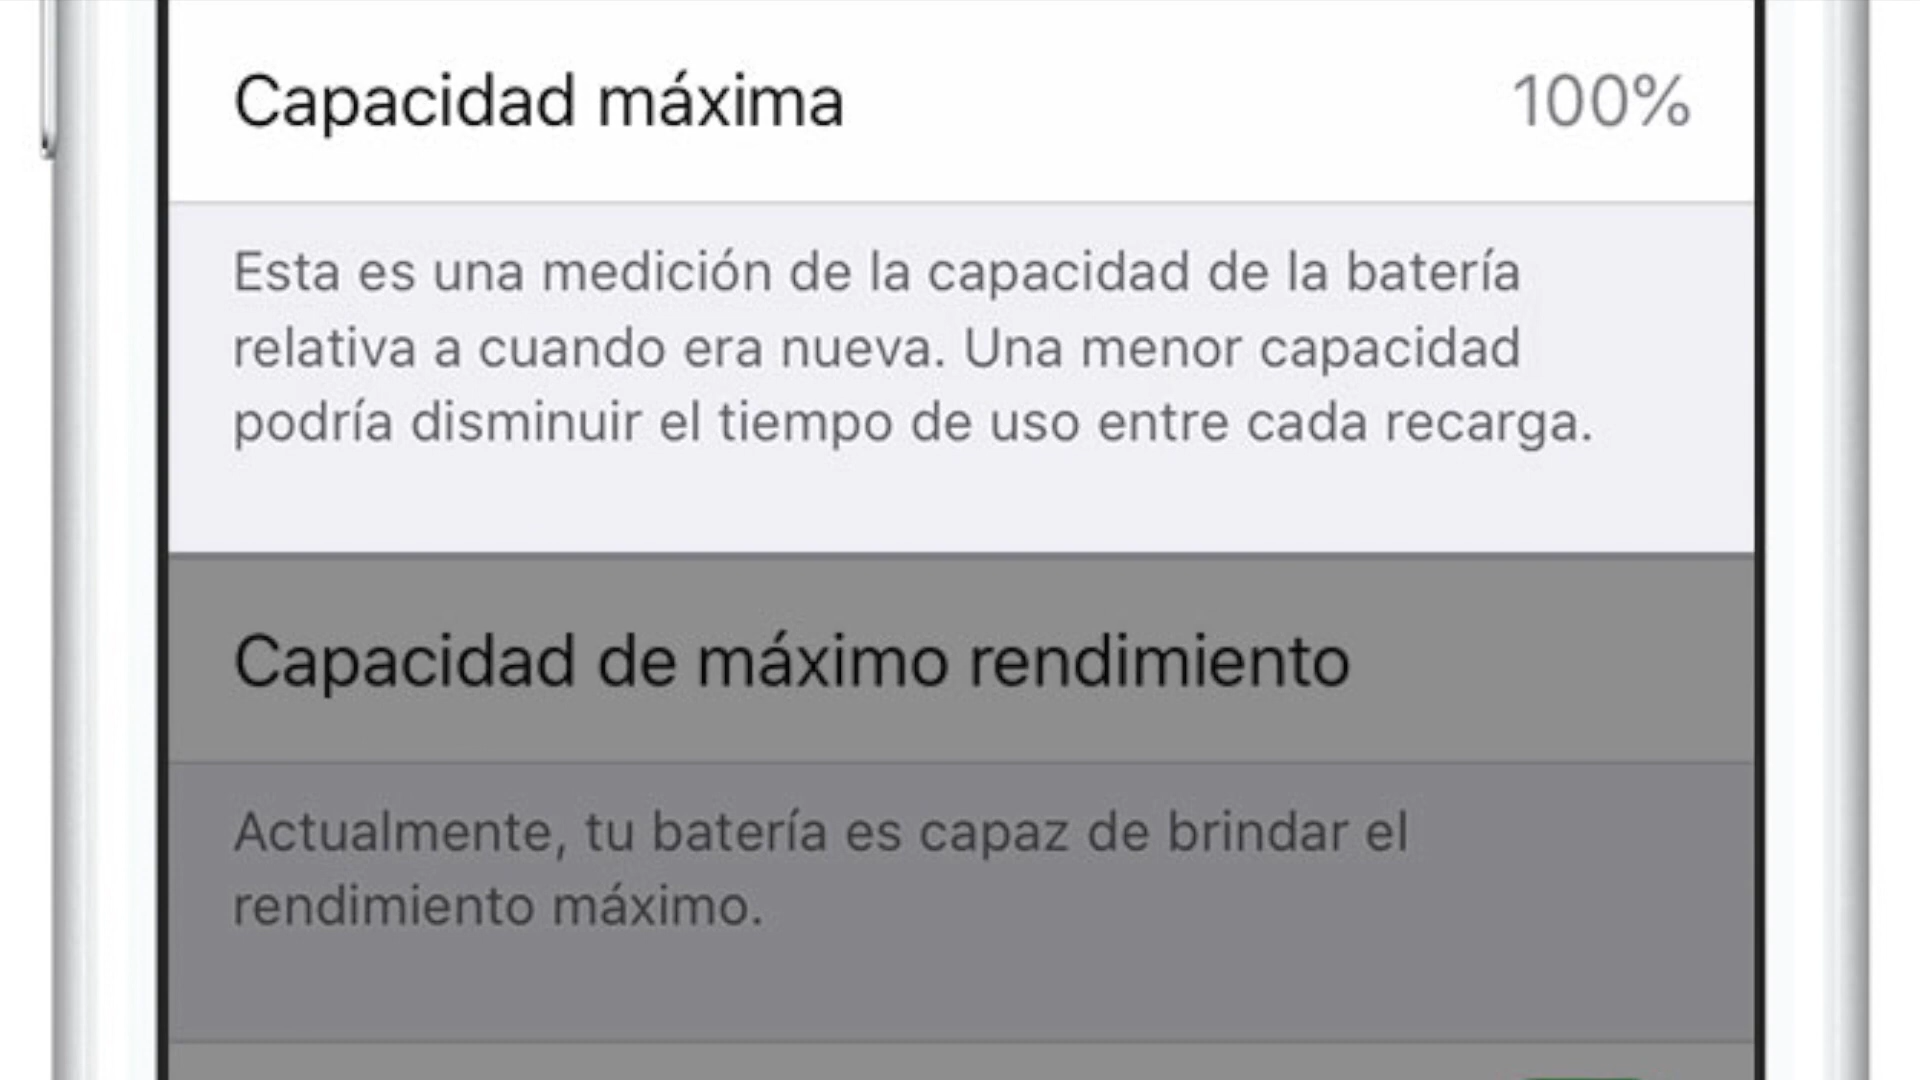 Capacidad máxima 100%
Esta es una medición de la capacidad de la batería
relativa a cuando era nueva. Una menor capacidad
podría disminuir el tiempo de uso entre cada recarga.
Capacidad de máximo rendimiento
Actualmente, tu batería es capaz de brindar el
rendimiento máximo.